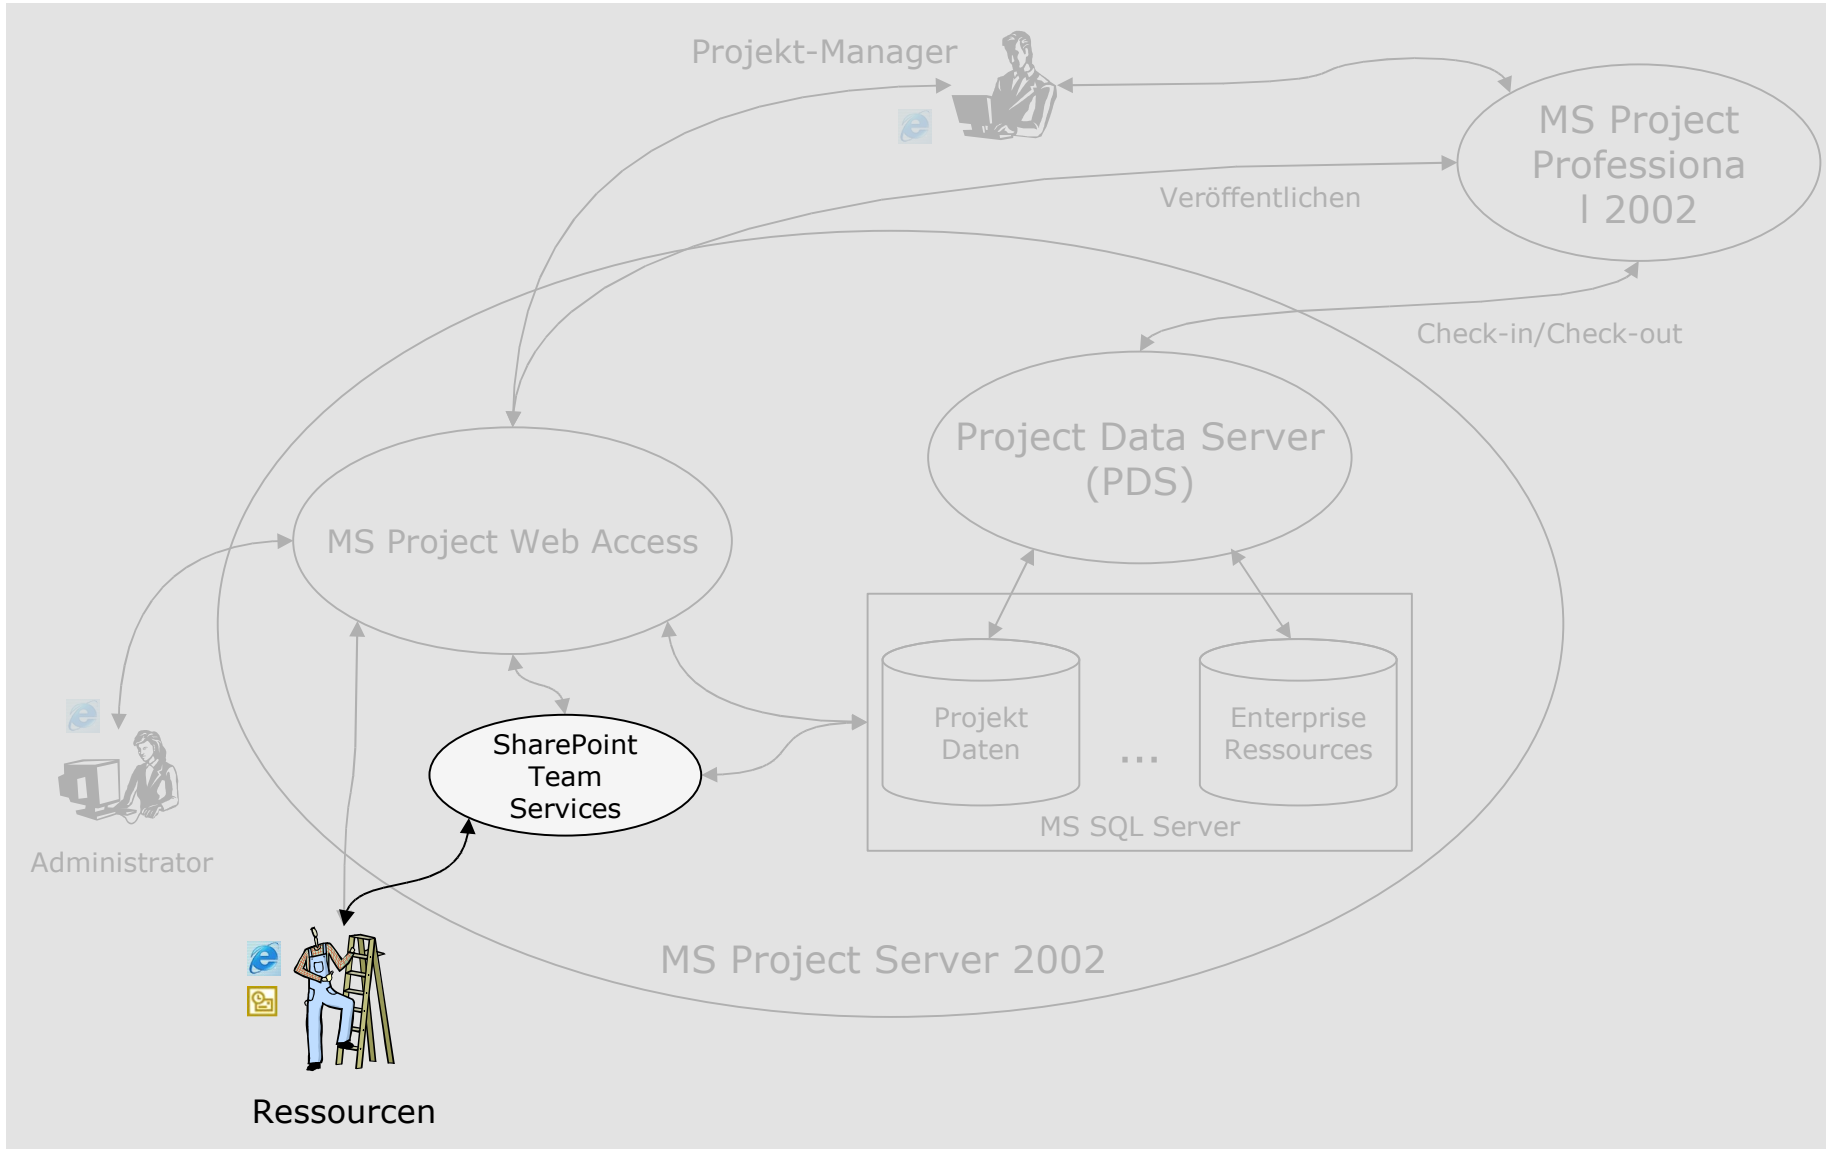 Projekt-Manager
MS Project
Professiona
l 2002
Veröffentlichen
Check-in/Check-out
Project Data Server
(PDS)
MS Project Web Access
Projekt
Daten
...
Enterprise
Ressources
SharePoint
Team
Services
MS SQL Server
Administrator
MS Project Server 2002
Ressourcen